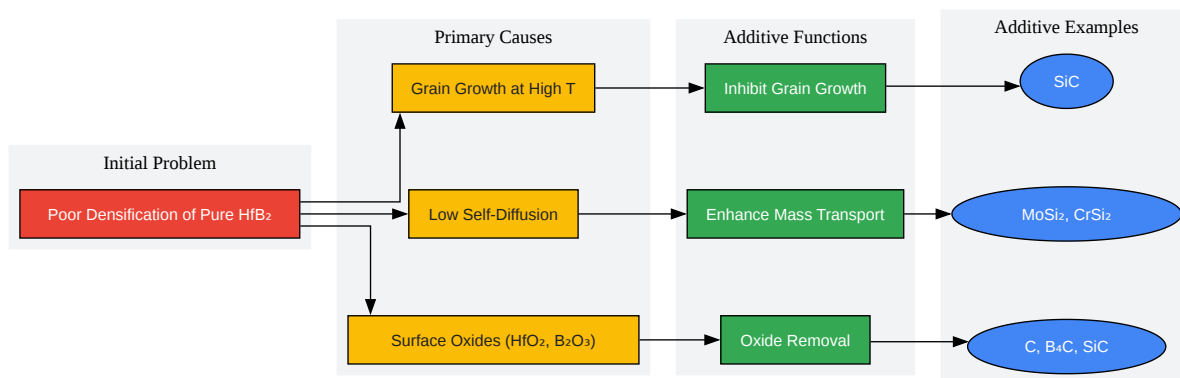 Additive Examples
Primary Causes
Additive Functions
Grain Growth at High T
Inhibit Grain Growth
SiC
Initial Problem
Poor Densification of Pure HfB₂
Low Self-Diffusion
Enhance Mass Transport
MoSi₂, CrSi₂
Surface Oxides (HfO₂, B₂O₃)
Oxide Removal
C, B₄C, SiC